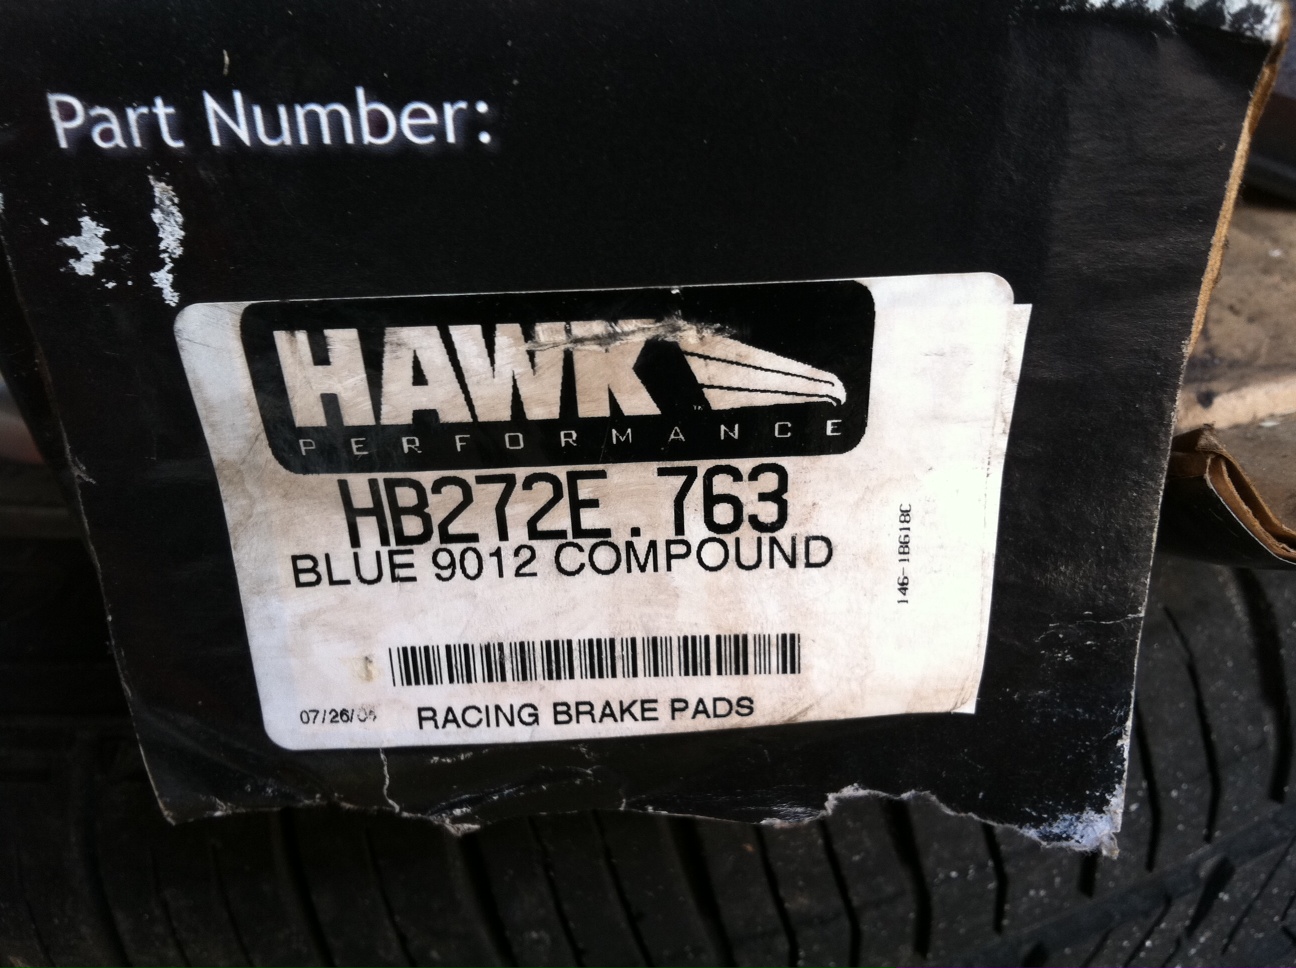 Part Number:
HAWK
PERFORMANCE
HB272E.763
BLUE 9012 COMPOUND
146-1B618C
RACING BRAKE PADS